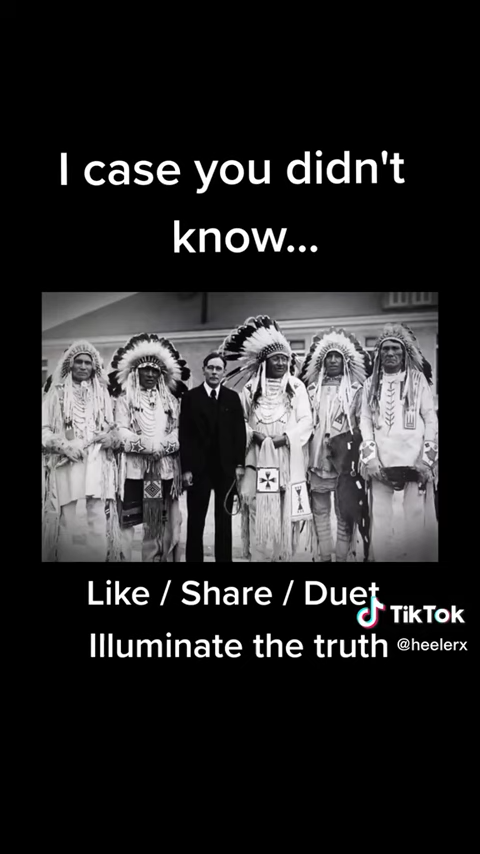 I case you didn't
know...
Like / Share / Duet
TikTok
Illuminate the truth
@heelerx